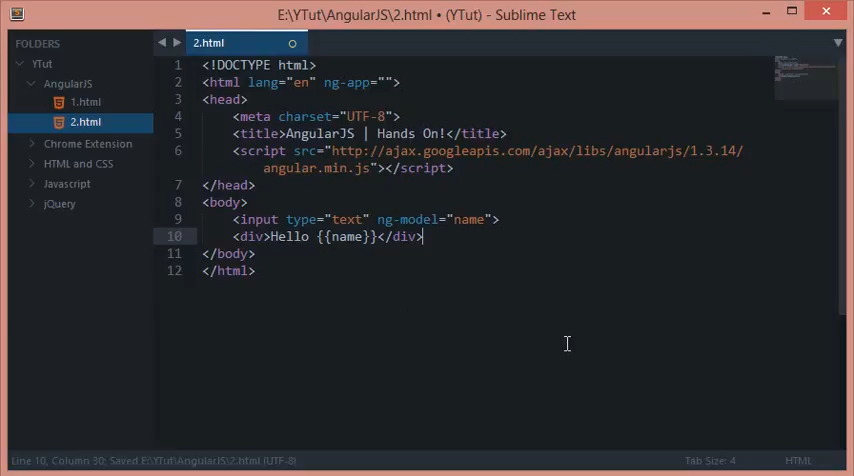 E:\YTut\AngularJS\2.html • (YTut) - Sublime Text
FOLDERS
YTut
AngularJS
1.html
2.html
Chrome Extension
HTML and CSS
Javascript
jQuery
2.html
1 <!DOCTYPE html>
2 <html lang="en" ng-app="">
3 <head>
4 <meta charset="UTF-8">
5 <title>AngularJS | Hands On!</title>
6 <script src="http://ajax.googleapis.com/ajax/libs/angularjs/1.3.14/
angular.min.js"></script>
7 </head>
8 <body>
9 <input type="text" ng-model="name">
10 <div>Hello {{name}}</div>
11 </body>
12 </html>
Line 10, Column 30; Saved E:\YTut\AngularJS\2.html (UTF-8)
Tab Size: 4
HTML